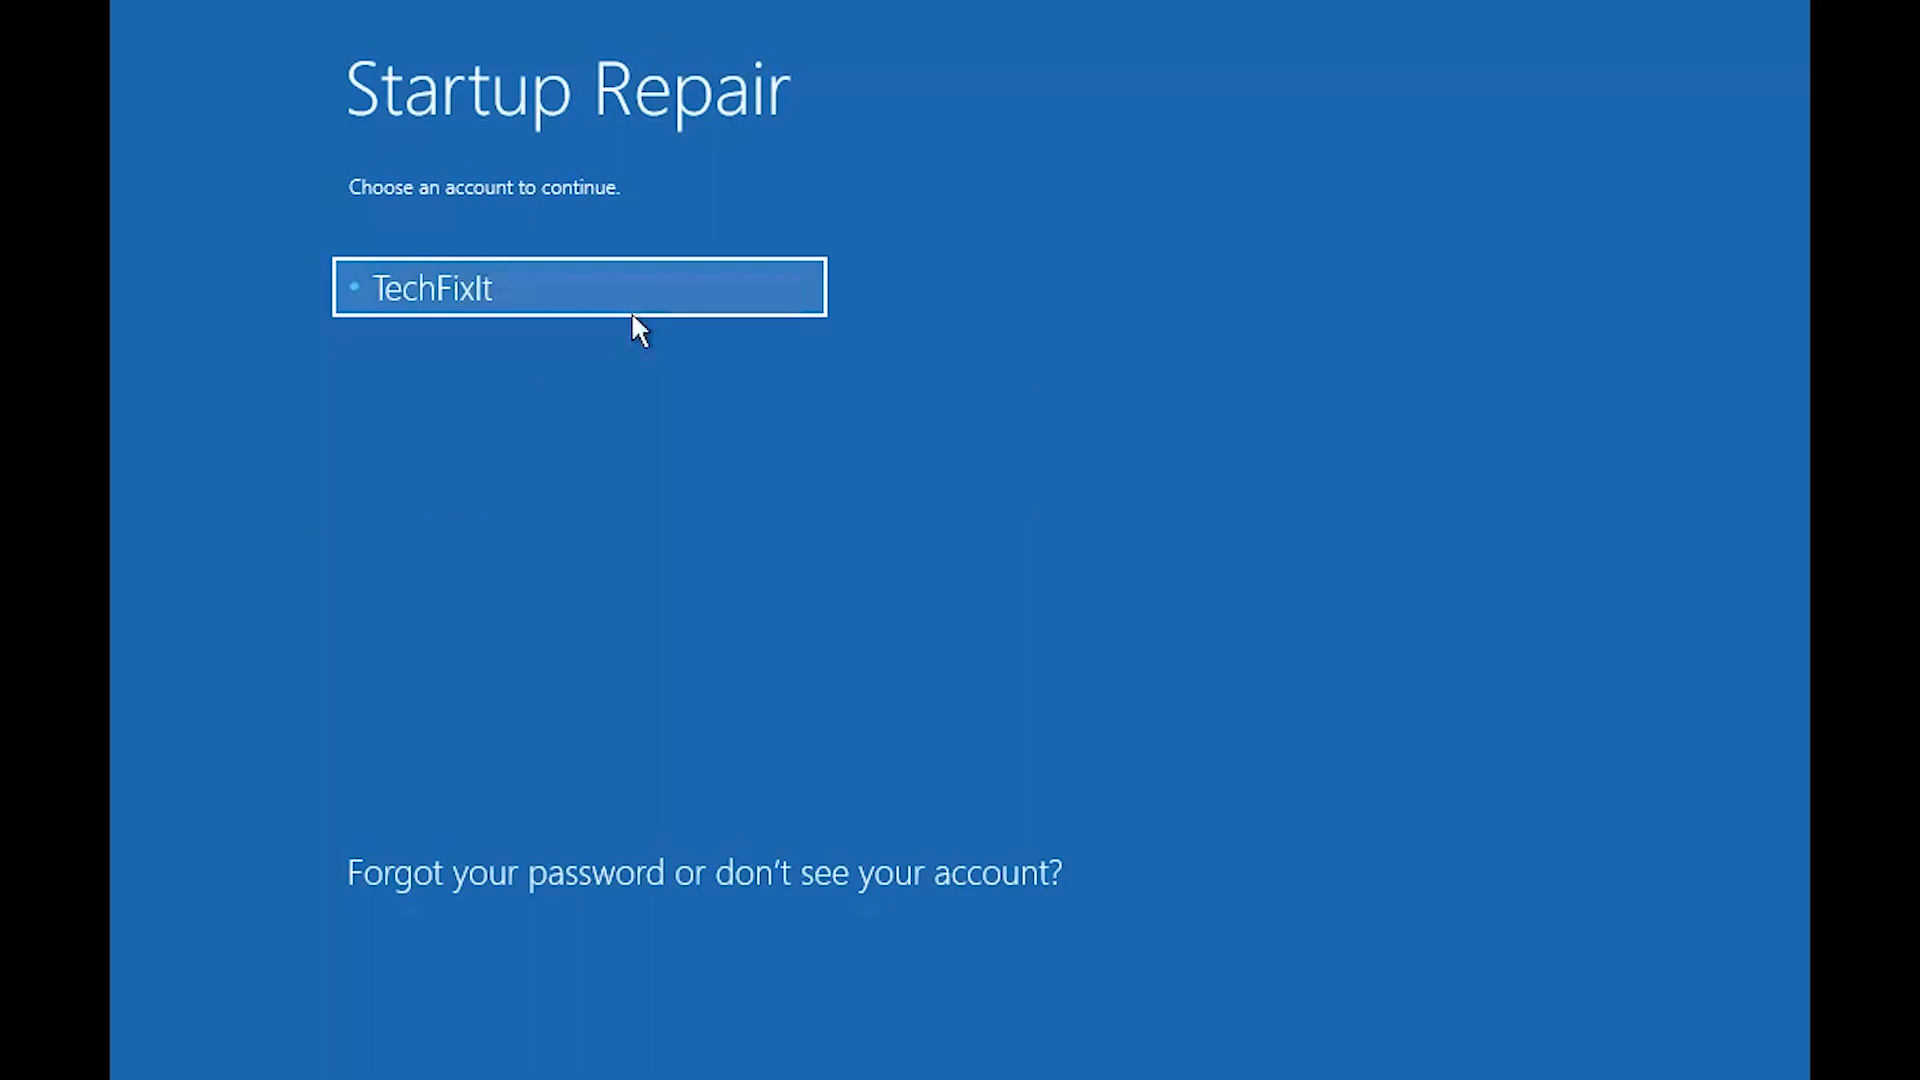 Startup Repair
Choose an account to continue.
TechFixIt
Forgot your password or don’t see your account?